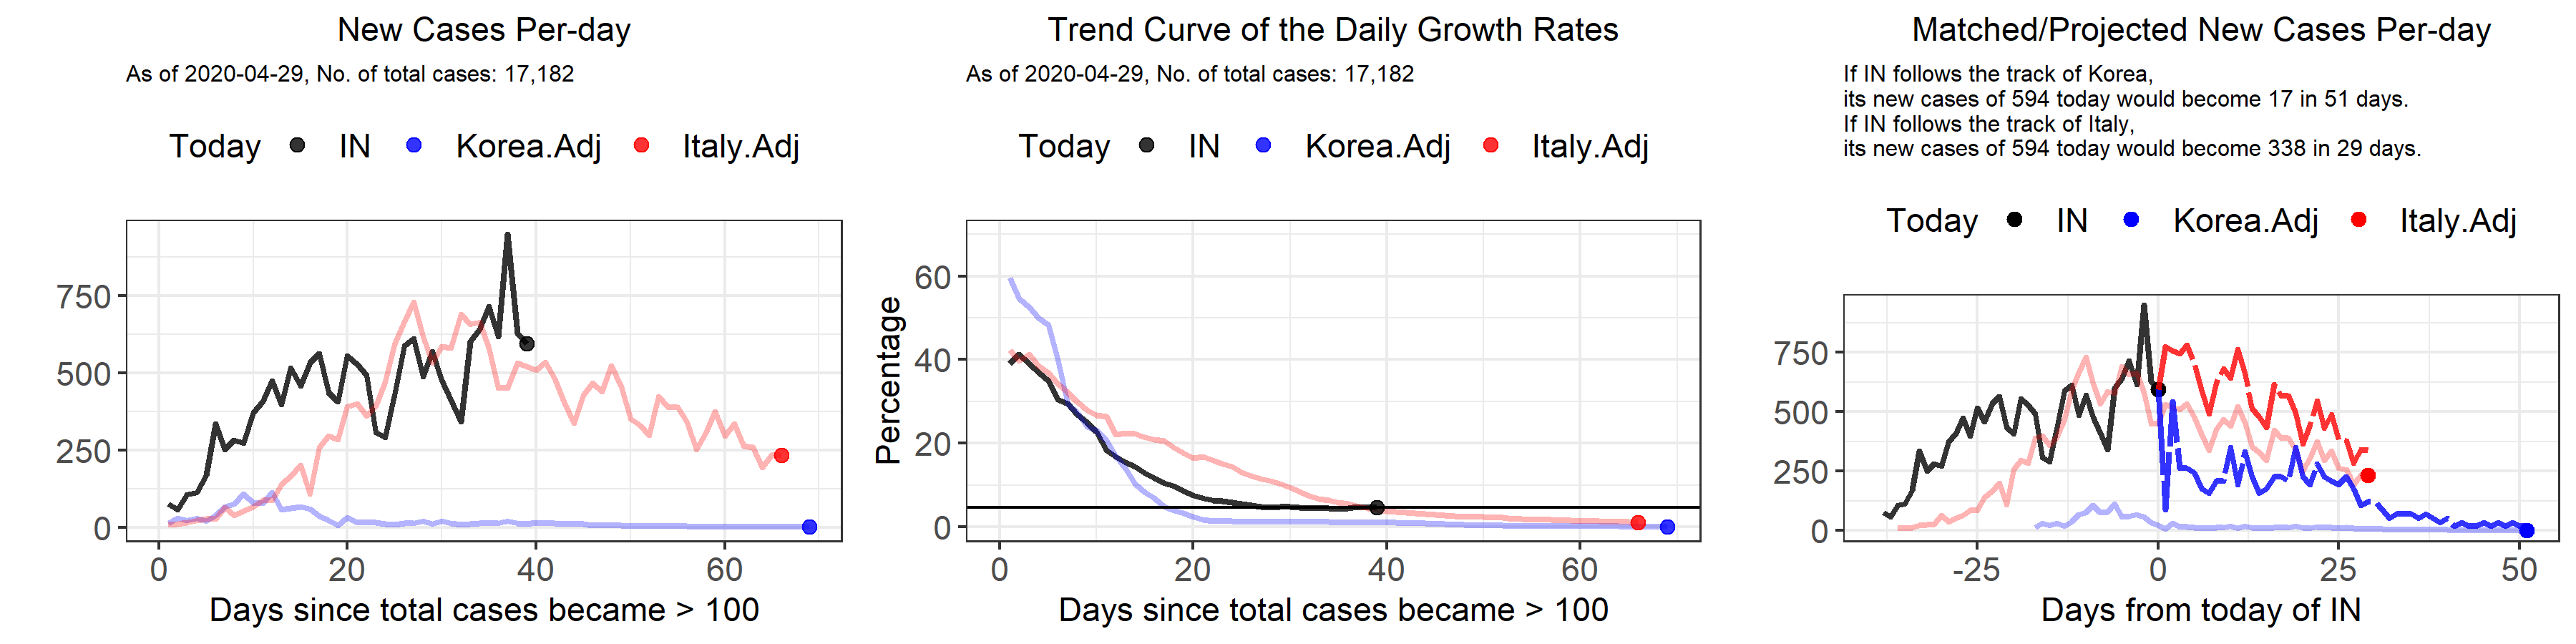 New Cases Per-day
As of 2020-04-29, No. of total cases: 17,182
Today IN Korea.Adj Italy.Adj
750
500
250
0
0 20 40 60
Days since total cases became > 100
Trend Curve of the Daily Growth Rates
As of 2020-04-29, No. of total cases: 17,182
Today IN Korea.Adj Italy.Adj
Percentage
60
40
20
0
0 20 40 60
Days since total cases became > 100
Matched/Projected New Cases Per-day
If IN follows the track of Korea,
its new cases of 594 today would become 17 in 51 days.
If IN follows the track of Italy,
its new cases of 594 today would become 338 in 29 days.
Today IN Korea.Adj Italy.Adj
750
500
250
0
-25 0 25 50
Days from today of IN